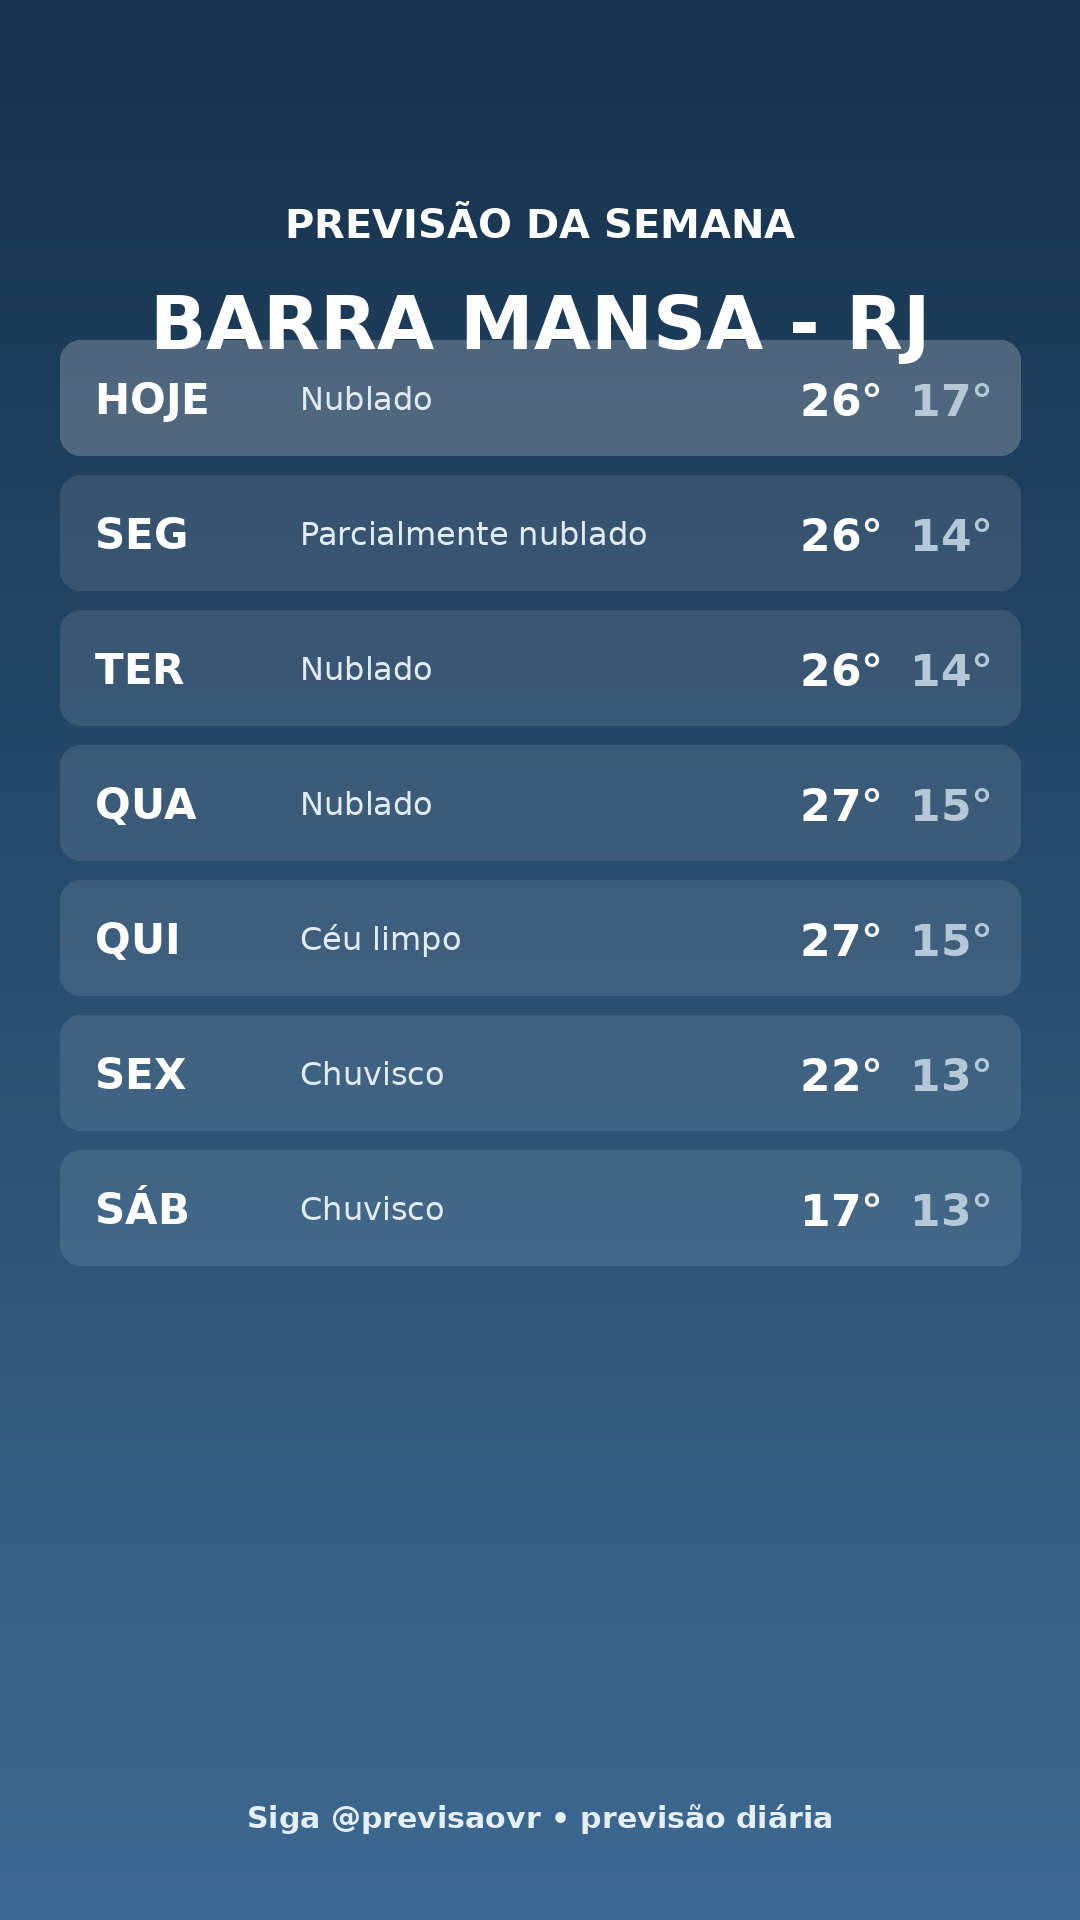 PREVISÃO DA SEMANA
BARRA MANSA - RJ
HOJE Nublado 26° 17°
SEG Parcialmente nublado 26° 14°
TER Nublado 26° 14°
QUA Nublado 27° 15°
QUI Céu limpo 27° 15°
SEX Chuvisco 22° 13°
SÁB Chuvisco 17° 13°
Siga @previsaovr • previsão diária